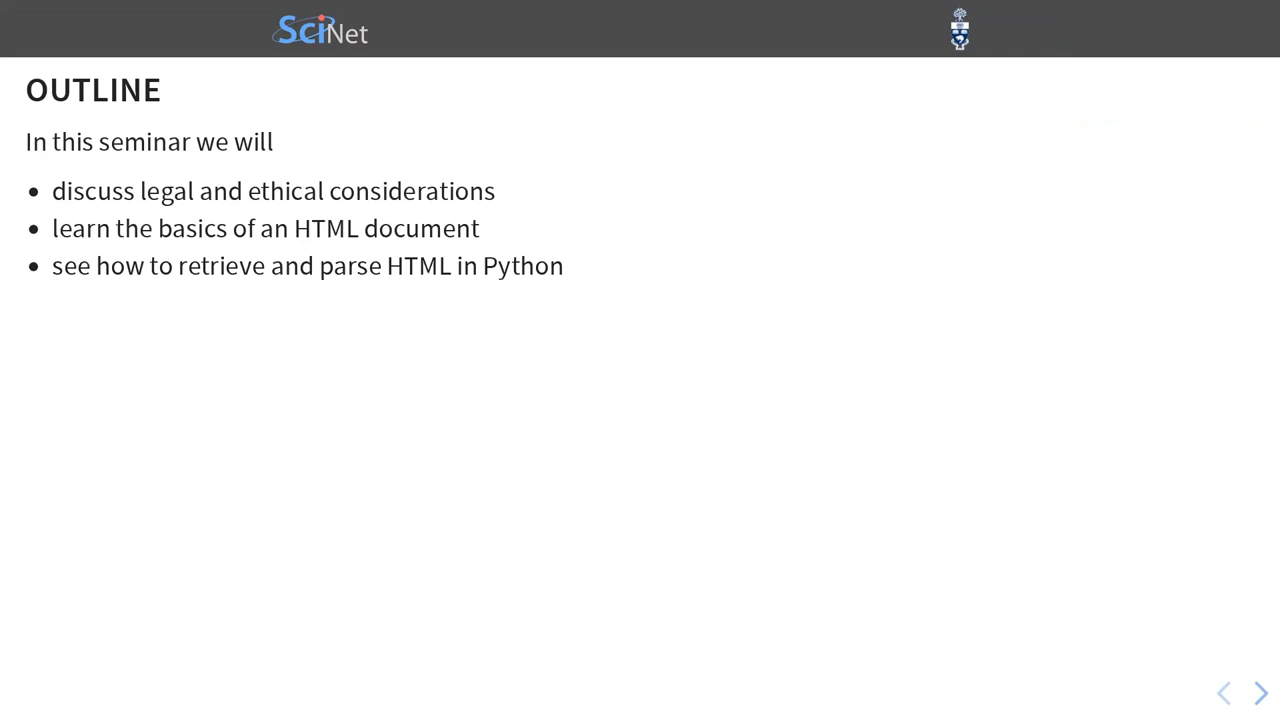 SciNet
OUTLINE
In this seminar we will
• discuss legal and ethical considerations
• learn the basics of an HTML document
• see how to retrieve and parse HTML in Python